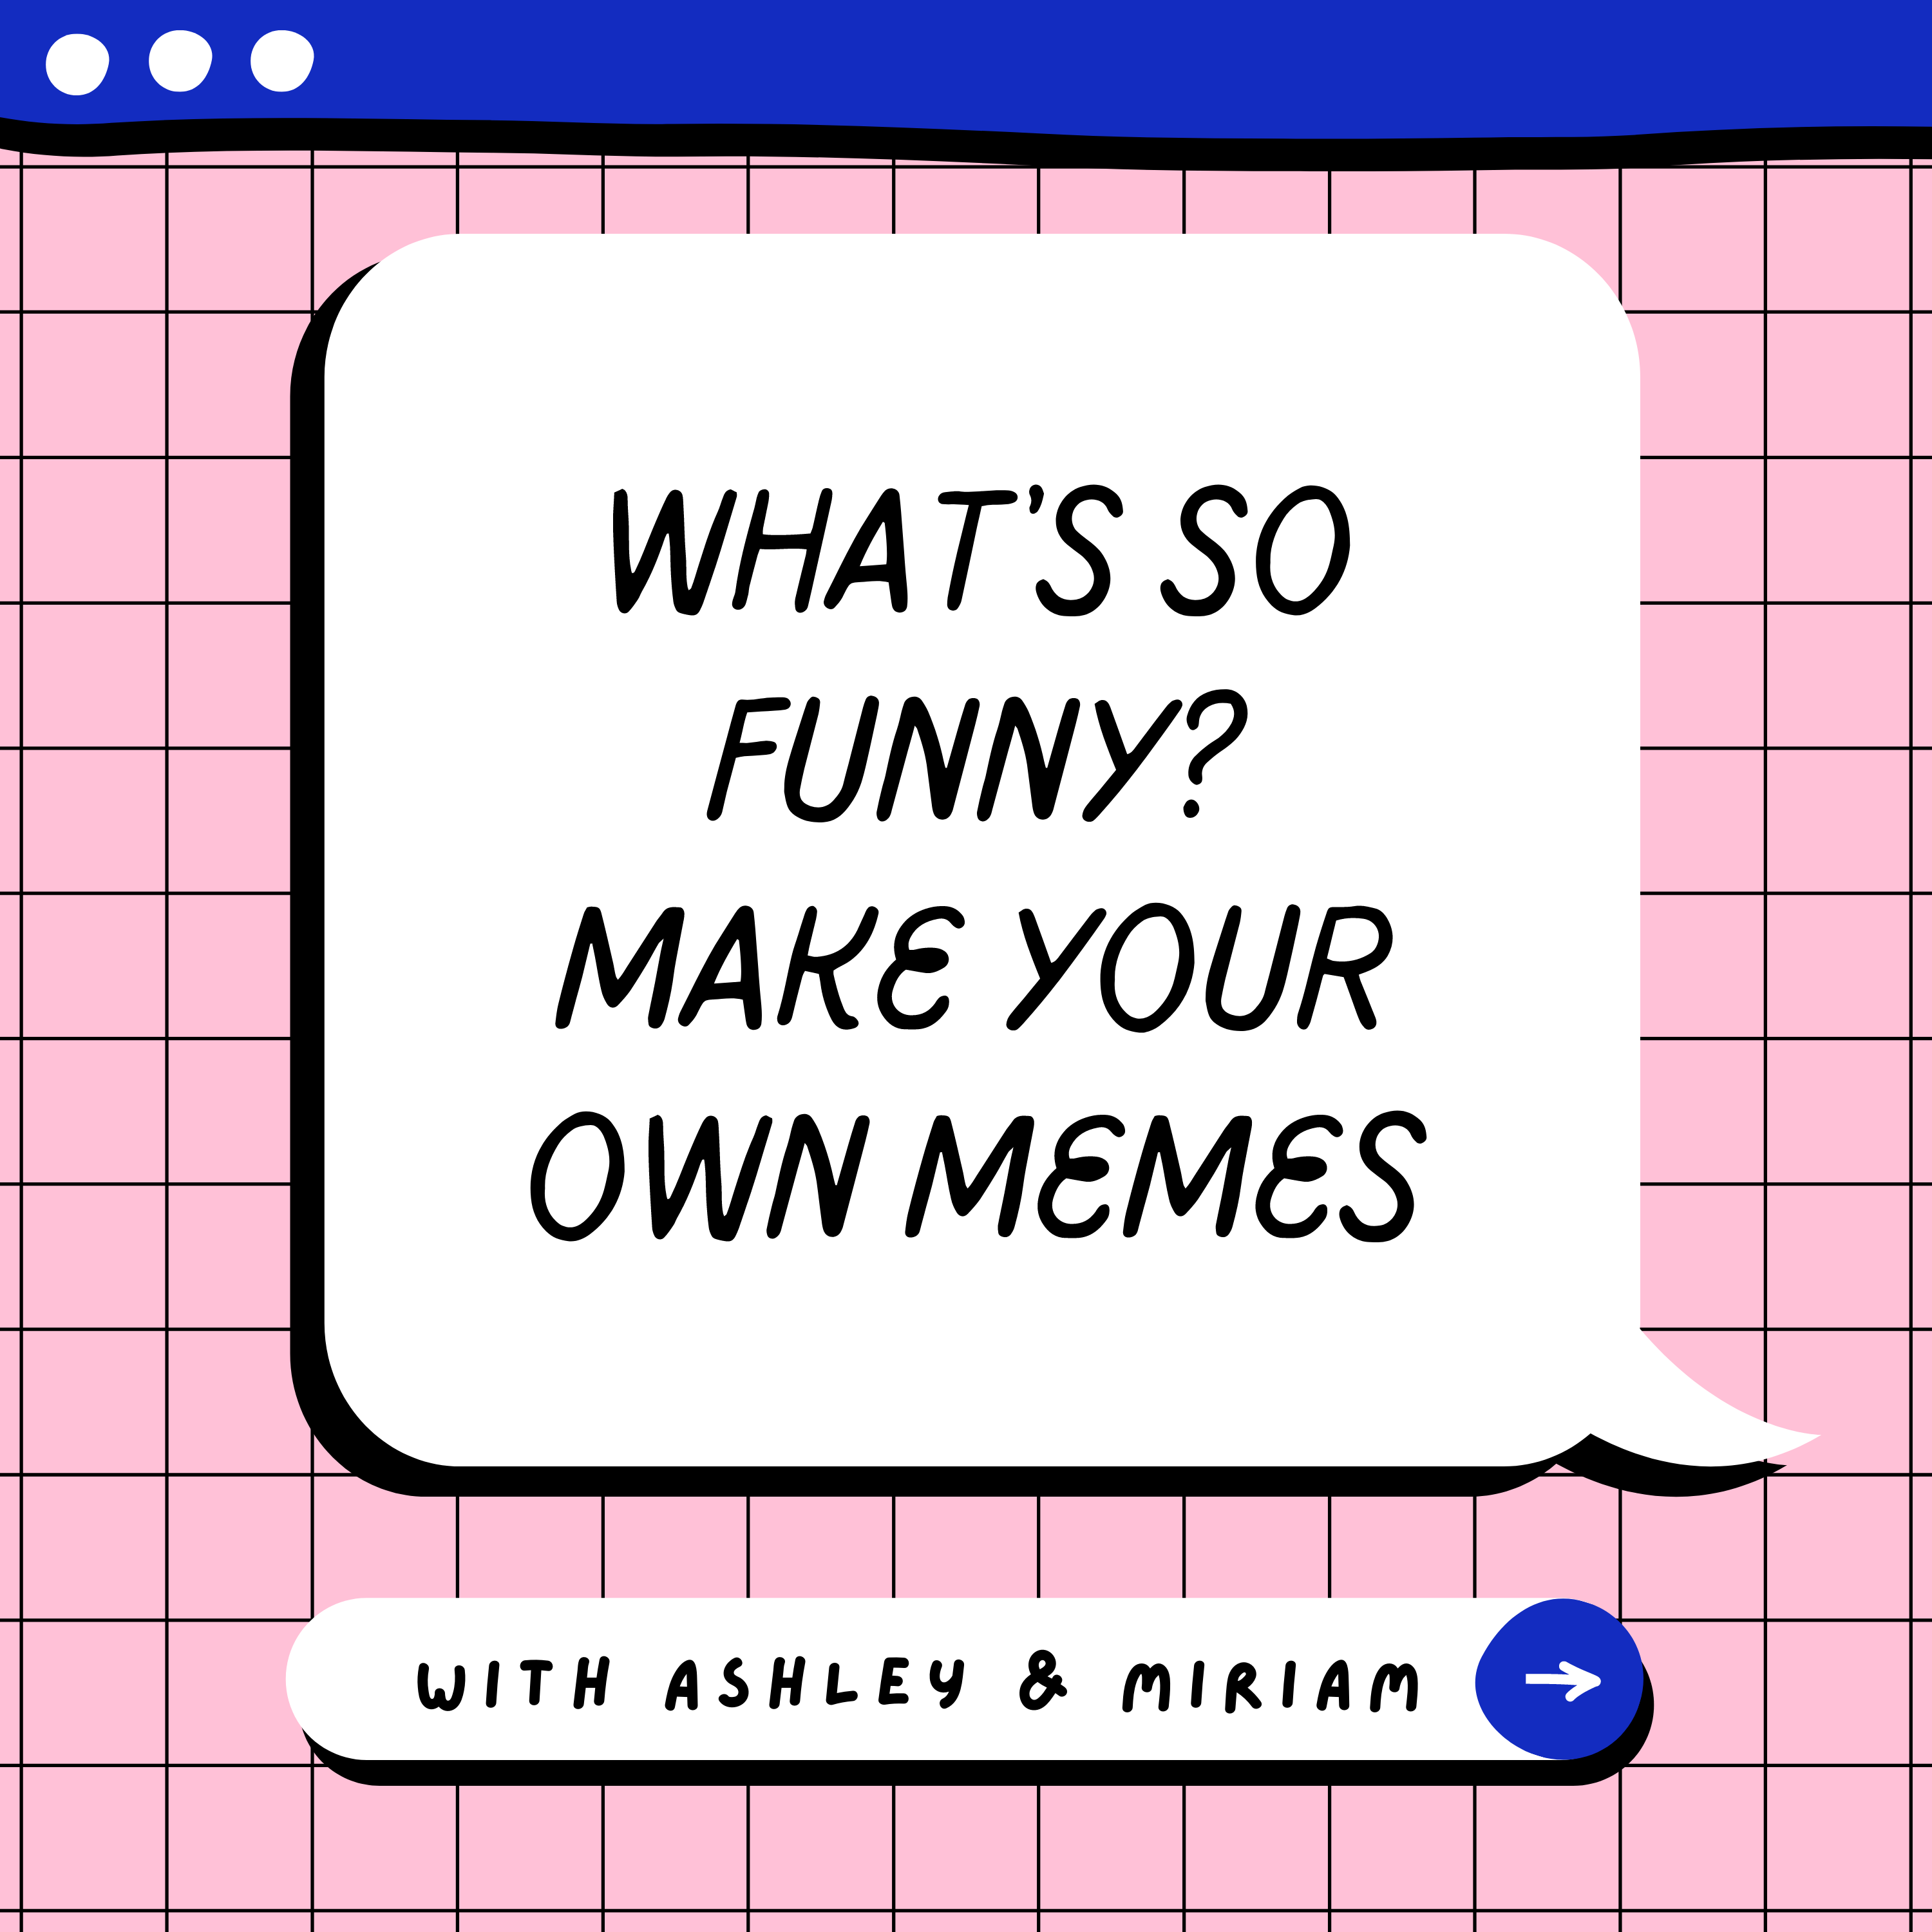 WHAT'S SO
FUNNY?
MAKE YOUR
OWN MEMES
WITH ASHLEY & MIRIAM